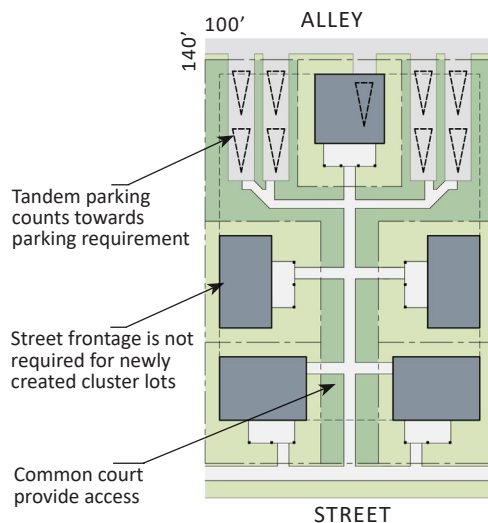 ALLEY
100’
140’
Tandem parking
counts towards
parking requirement
Street frontage is not
required for newly
created cluster lots
Common court
provide access
STREET